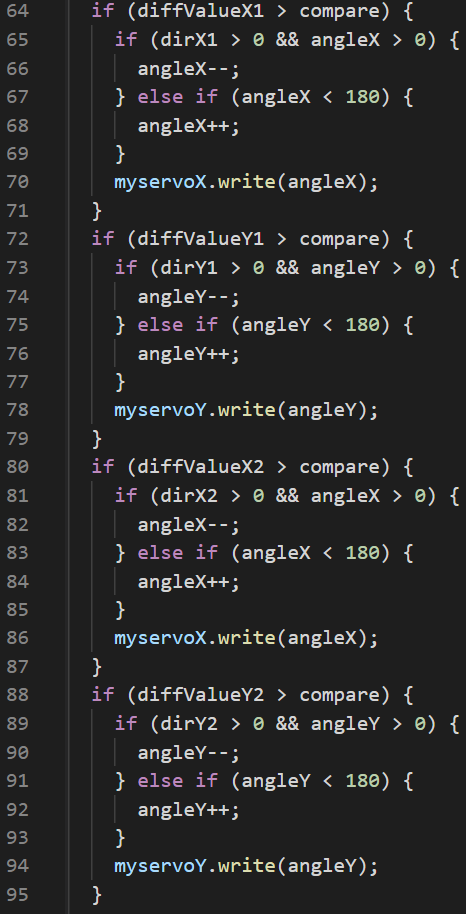 64 if (diffValueX1 > compare) {
65 if (dirX1 > 0 && angleX > 0) {
66 angleX--;
67 } else if (angleX < 180) {
68 angleX++;
69 }
70 myservoX.write(angleX);
71 }
72 if (diffValueY1 > compare) {
73 if (dirY1 > 0 && angleY > 0) {
74 angleY--;
75 } else if (angleY < 180) {
76 angleY++;
77 }
78 myservoY.write(angleY);
79 }
80 if (diffValueX2 > compare) {
81 if (dirX2 > 0 && angleX > 0) {
82 angleX--;
83 } else if (angleX < 180) {
84 angleX++;
85 }
86 myservoX.write(angleX);
87 }
88 if (diffValueY2 > compare) {
89 if (dirY2 > 0 && angleY > 0) {
90 angleY--;
91 } else if (angleY < 180) {
92 angleY++;
93 }
94 myservoY.write(angleY);
95 }